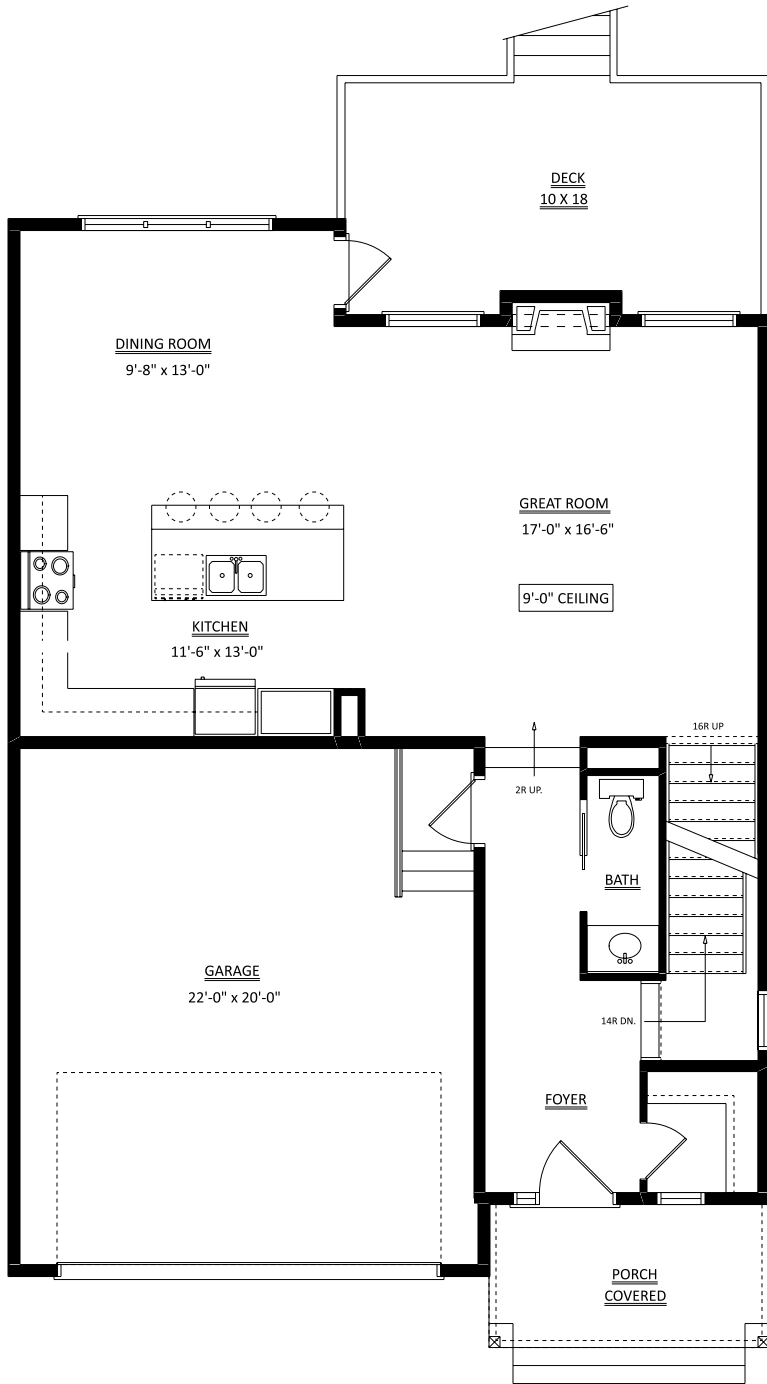 DECK
10 X 18
DINING ROOM
9'-8" x 13'-0"
GREAT ROOM
17'-0" x 16'-6"
9'-0" CEILING
KITCHEN
11'-6" x 13'-0"
16R UP
2R UP.
BATH
GARAGE
22'-0" x 20'-0"
14R DN.
FOYER
PORCH
COVERED